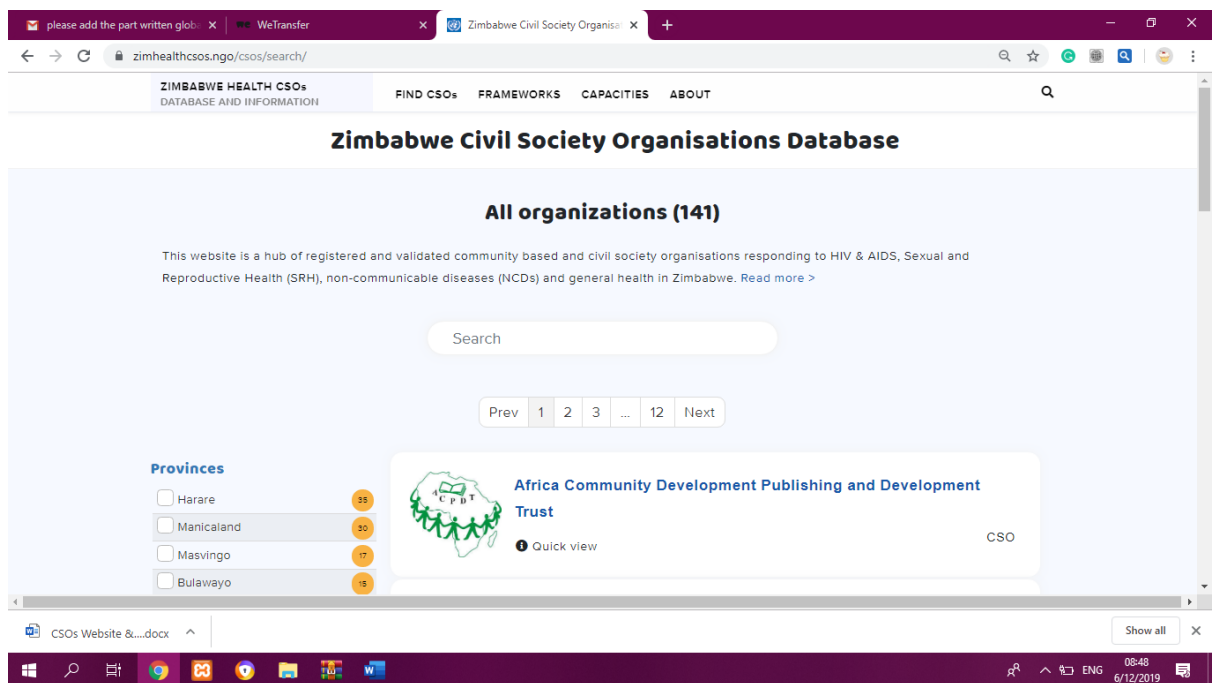 please add the part written globa
WeTransfer
Zimbabwe Civil Society Organisa
zimhealthcsos.ngo/csos/search/
ZIMBABWE HEALTH CSOs
DATABASE AND INFORMATION
FIND CSOs FRAMEWORKS CAPACITIES ABOUT
Zimbabwe Civil Society Organisations Database
All organizations (141)
This website is a hub of registered and validated community based and civil society organisations responding to HIV & AIDS, Sexual and
Reproductive Health (SRH), non-communicable diseases (NCDs) and general health in Zimbabwe. Read more >
Search
Prev 1 2 3 ... 12 Next
Provinces
Harare 35
Manicaland 30
Masvingo 17
Bulawayo 15
ACPDT
Africa Community Development Publishing and Development
Trust
Quick view
CSO
CSOs Website &....docx
Show all
ENG
08:48
6/12/2019